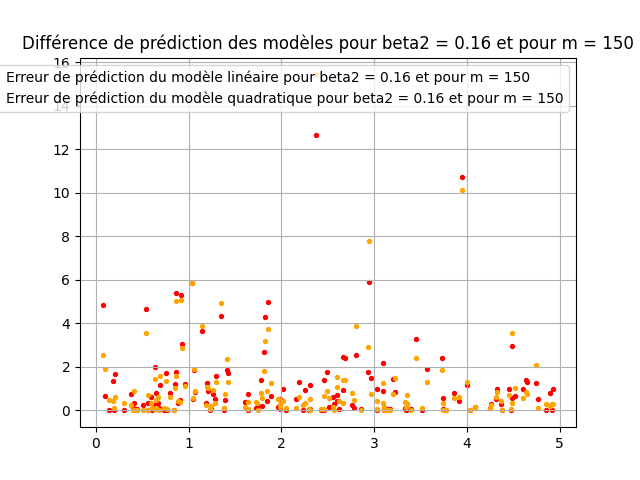 Différence de prédiction des modèles pour beta2 = 0.16 et pour m = 150
16
Erreur de prédiction du modèle linéaire pour beta2 = 0.16 et pour m = 150
Erreur de prédiction du modèle quadratique pour beta2 = 0.16 et pour m = 150
14
12
10
8
6
4
2
0
0 1 2 3 4 5